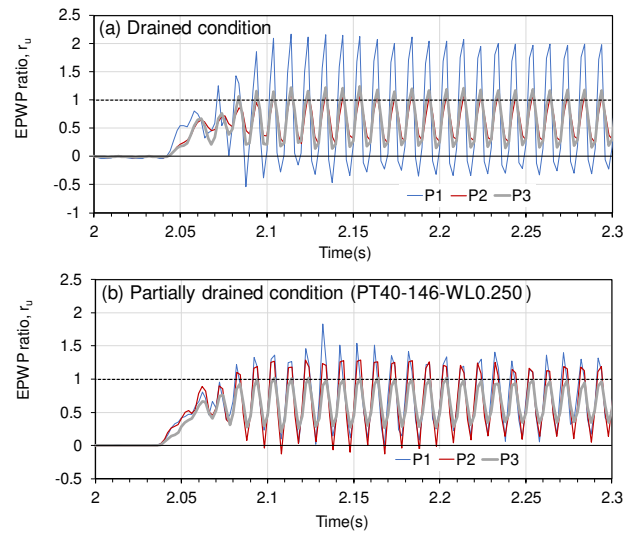 (a) Drained condition
EPWP ratio, r_u
2.5
2
1.5
1
0.5
0
-0.5
-1
P1 P2 P3
2 2.05 2.1 2.15 2.2 2.25 2.3
Time(s)
(b) Partially drained condition (PT40-146-WL0.250)
EPWP ratio, r_u
2.5
2
1.5
1
0.5
0
-0.5
P1 P2 P3
2 2.05 2.1 2.15 2.2 2.25 2.3
Time(s)